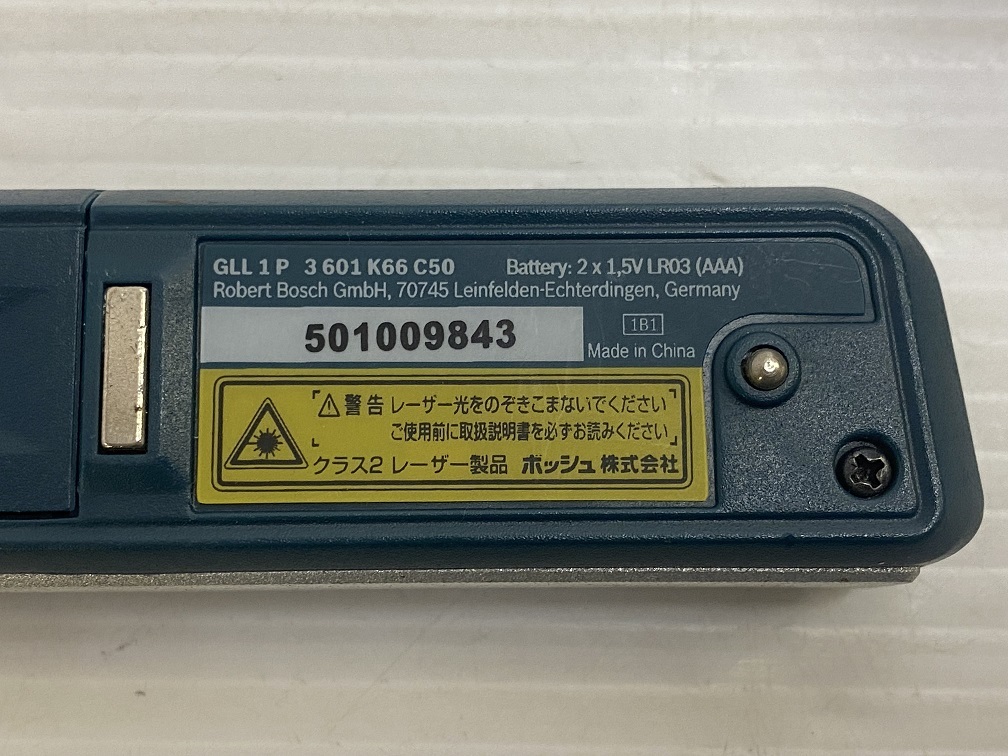 GLL 1 P 3 601 K66 C50 Battery: 2 x 1,5V LR03 (AAA)
Robert Bosch GmbH, 70745 Leinfelden-Echterdingen, Germany
501009843
1B1
Made in China
「⚠警告 レーザー光をのぞきこまないでください」
「ご使用前に取扱説明書を必ずお読みください」
クラス2 レーザー製品 ボッシュ株式会社